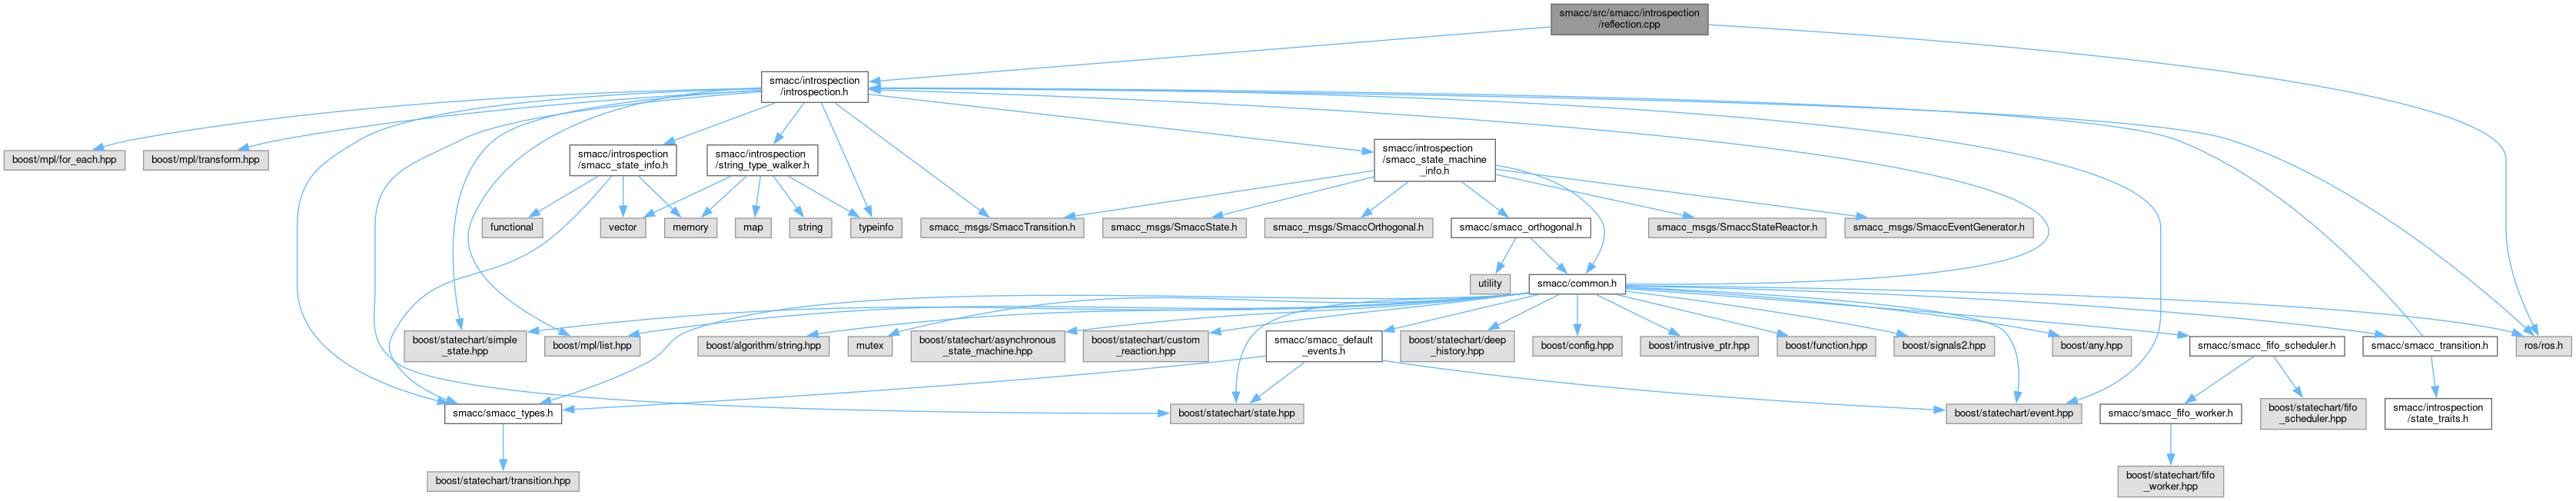 smacc/src/smacc/introspection
/reflection.cpp
smacc/introspection
/introspection.h
boost/mpl/for_each.hpp
boost/mpl/transform.hpp
smacc/introspection
/smacc_state_info.h
smacc/introspection
/string_type_walker.h
smacc/introspection
/smacc_state_machine
_info.h
functional
vector
memory
map
string
typeinfo
smacc_msgs/SmaccTransition.h
smacc_msgs/SmaccState.h
smacc_msgs/SmaccOrthogonal.h
smacc/smacc_orthogonal.h
smacc_msgs/SmaccStateReactor.h
smacc_msgs/SmaccEventGenerator.h
utility
smacc/common.h
boost/statechart/simple
_state.hpp
boost/mpl/list.hpp
boost/algorithm/string.hpp
mutex
boost/statechart/asynchronous
_state_machine.hpp
boost/statechart/custom
_reaction.hpp
smacc/smacc_default
_events.h
boost/statechart/deep
_history.hpp
boost/config.hpp
boost/intrusive_ptr.hpp
boost/function.hpp
boost/signals2.hpp
boost/any.hpp
smacc/smacc_fifo_scheduler.h
smacc/smacc_transition.h
ros/ros.h
smacc/smacc_types.h
boost/statechart/state.hpp
boost/statechart/event.hpp
smacc/smacc_fifo_worker.h
boost/statechart/fifo
_scheduler.hpp
smacc/introspection
/state_traits.h
boost/statechart/transition.hpp
boost/statechart/fifo
_worker.hpp